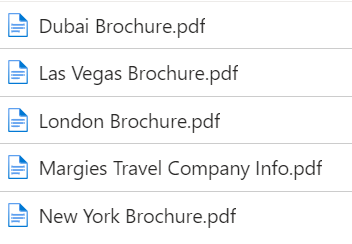 Dubai Brochure.pdf
Las Vegas Brochure.pdf
London Brochure.pdf
Margies Travel Company Info.pdf
New York Brochure.pdf